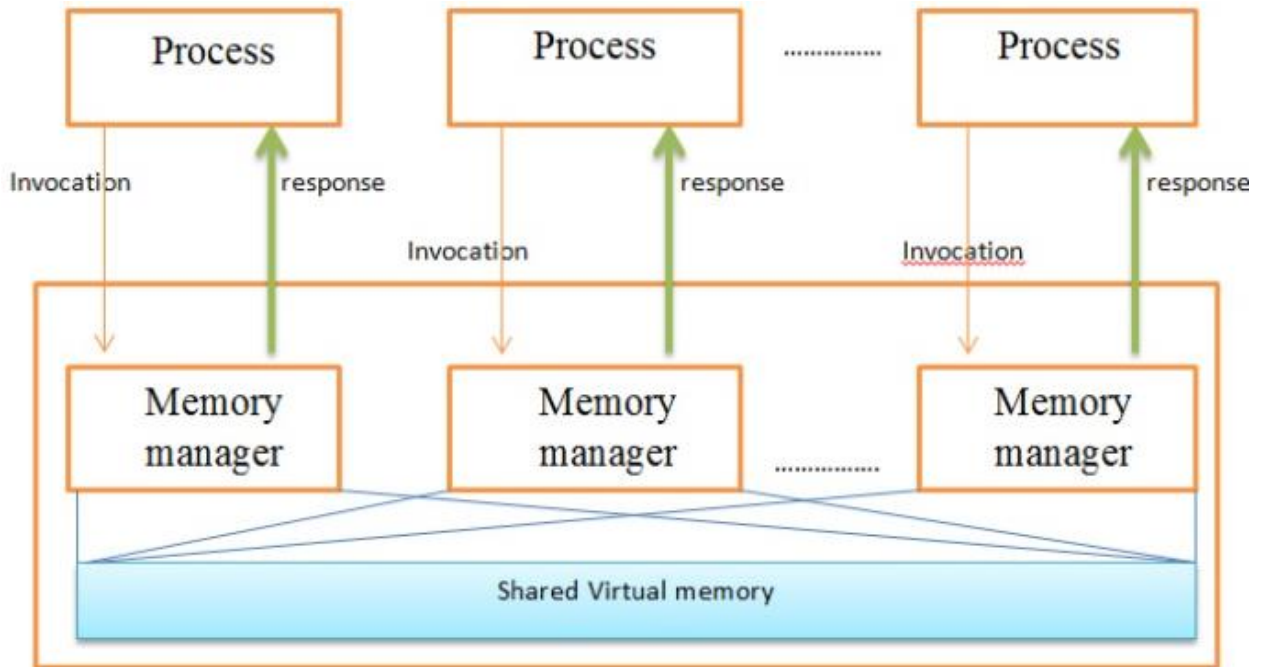 Process
Process
...............
Process
Invocation
response
response
response
Invocation
Invocation
Memory
manager
Memory
manager
................
Memory
manager
Shared Virtual memory